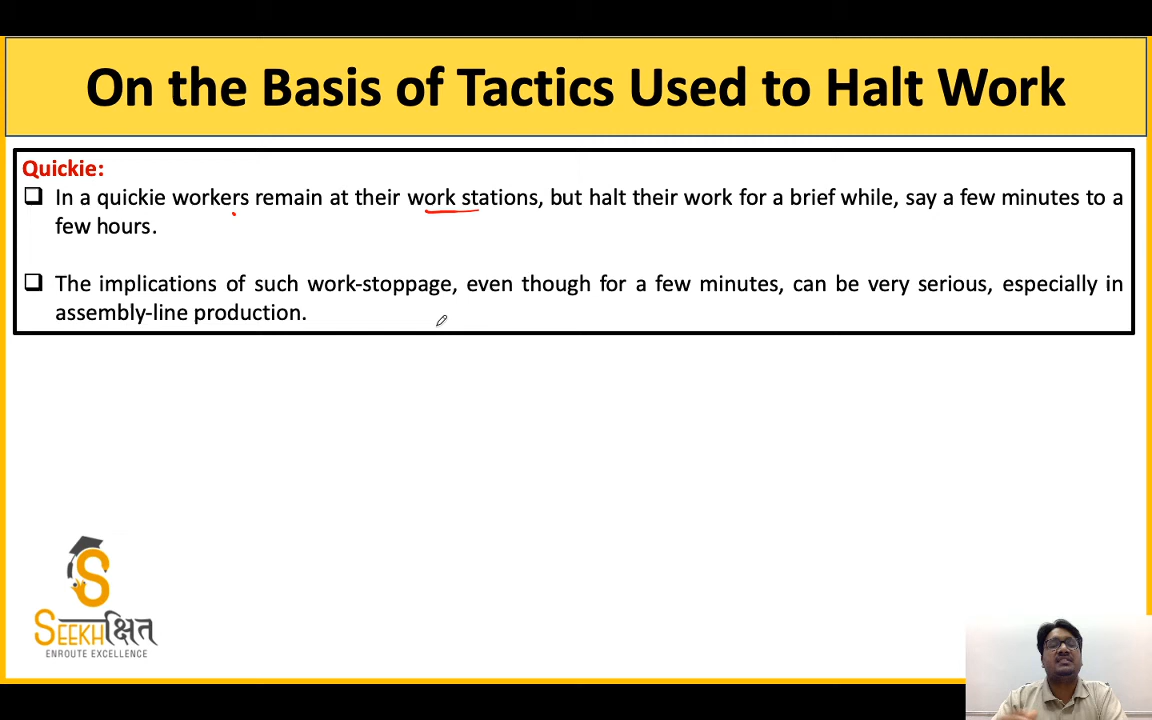 On the Basis of Tactics Used to Halt Work
Quickie:
❑ In a quickie workers remain at their work stations, but halt their work for a brief while, say a few minutes to a
few hours.
❑ The implications of such work-stoppage, even though for a few minutes, can be very serious, especially in
assembly-line production.
S
SEEKHक्षित
ENROUTE EXCELLENCE